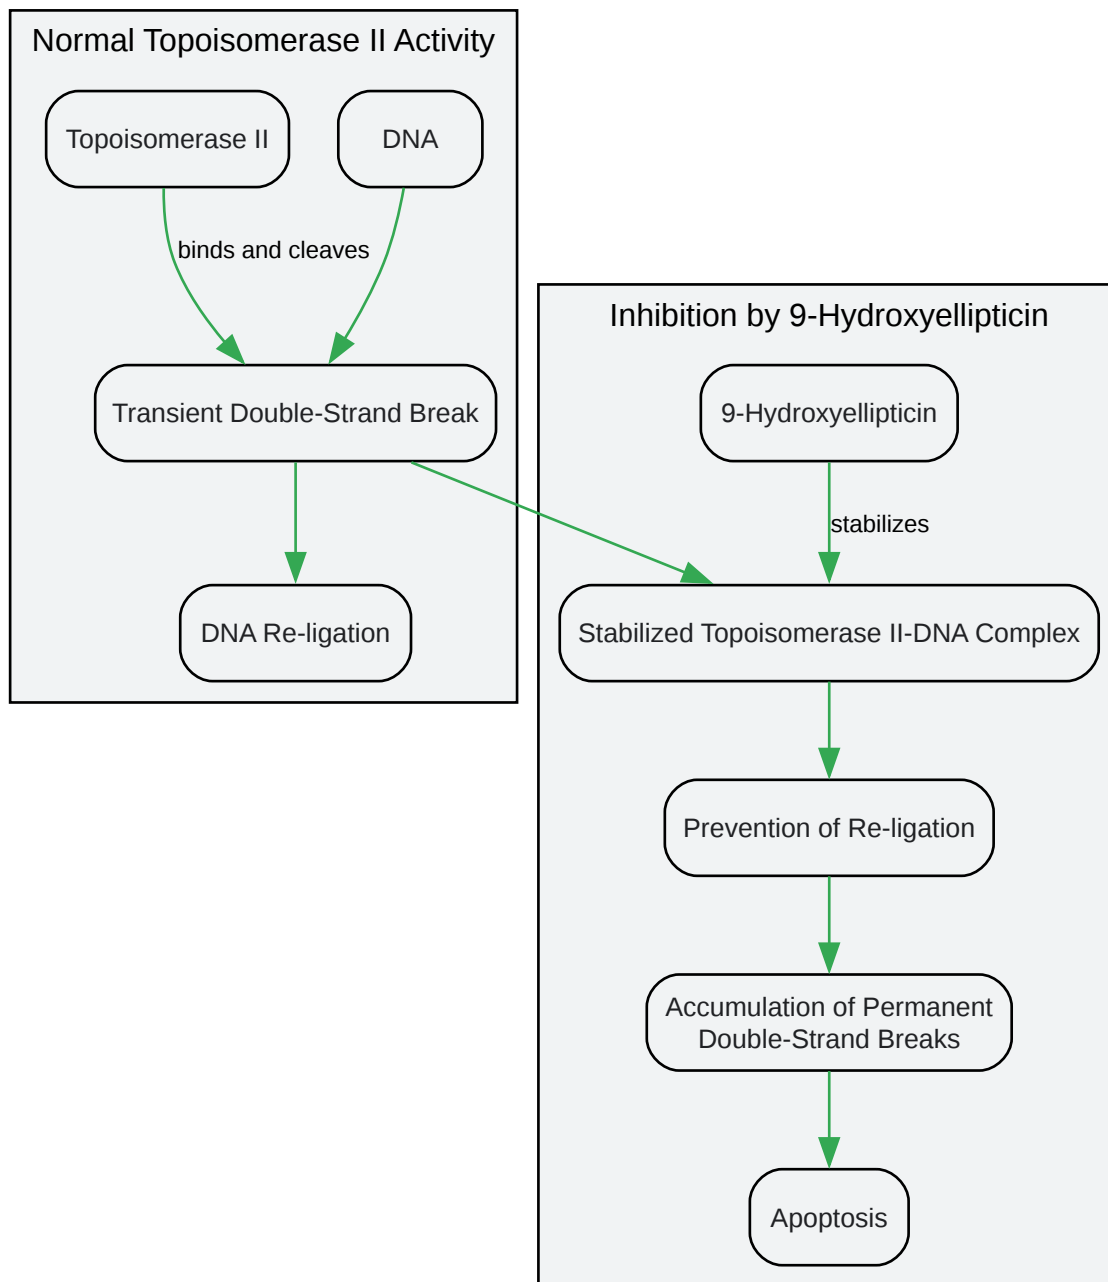 Normal Topoisomerase II Activity
Topoisomerase II
DNA
binds and cleaves
Transient Double-Strand Break
DNA Re-ligation
Inhibition by 9-Hydroxyellipticin
9-Hydroxyellipticin
stabilizes
Stabilized Topoisomerase II-DNA Complex
Prevention of Re-ligation
Accumulation of Permanent
Double-Strand Breaks
Apoptosis